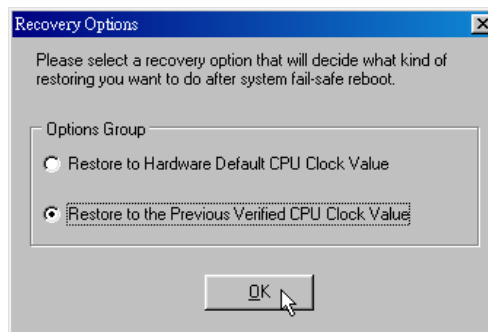 Recovery Options
Please select a recovery option that will decide what kind of
restoring you want to do after system fail-safe reboot.
Options Group
Restore to Hardware Default CPU Clock Value
Restore to the Previous Verified CPU Clock Value
OK